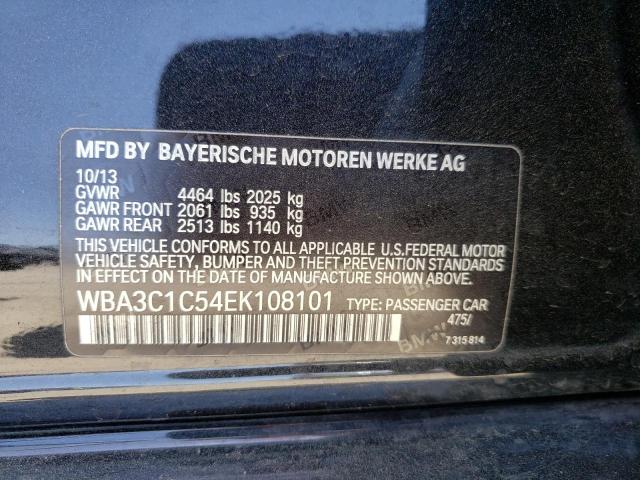 MFD BY BAYERISCHE MOTOREN WERKE AG
10/13
GVWR 4464 lbs 2025 kg
GAWR FRONT 2061 lbs 935 kg
GAWR REAR 2513 lbs 1140 kg
THIS VEHICLE CONFORMS TO ALL APPLICABLE U.S.FEDERAL MOTOR
VEHICLE SAFETY, BUMPER AND THEFT PREVENTION STANDARDS
IN EFFECT ON THE DATE OF MANUFACTURE SHOWN ABOVE.
WBA3C1C54EK108101 TYPE: PASSENGER CAR
475/
7315814